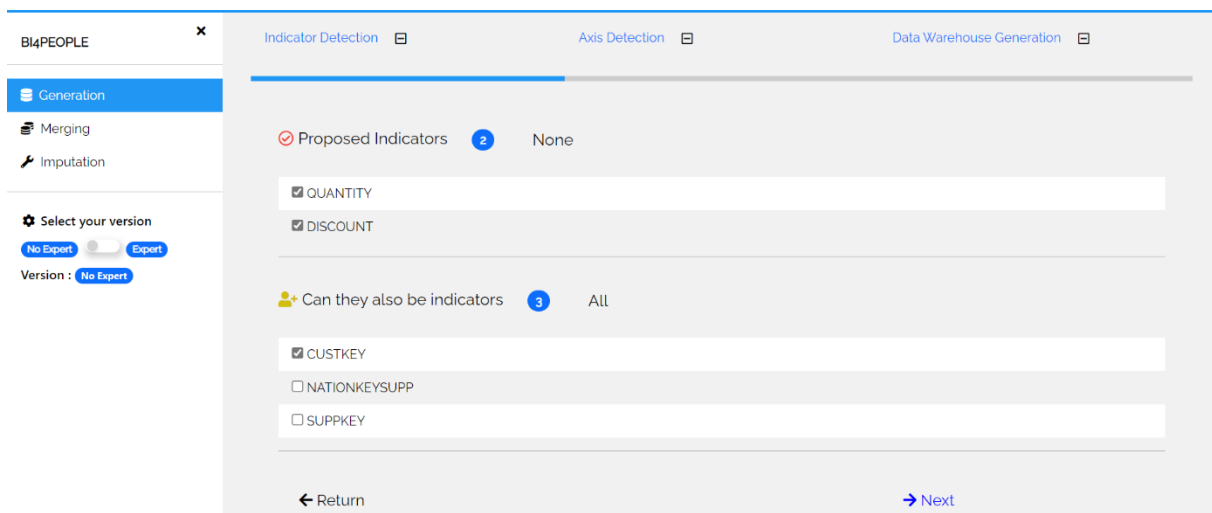 BI4PEOPLE
Generation
Merging
Imputation
Select your version
No Expert Expert
Version : No Expert
Indicator Detection Axis Detection Data Warehouse Generation
Proposed Indicators 2 None
QUANTITY
DISCOUNT
Can they also be indicators 3 All
CUSTKEY
NATIONKEYSUPP
SUPPKEY
Return Next